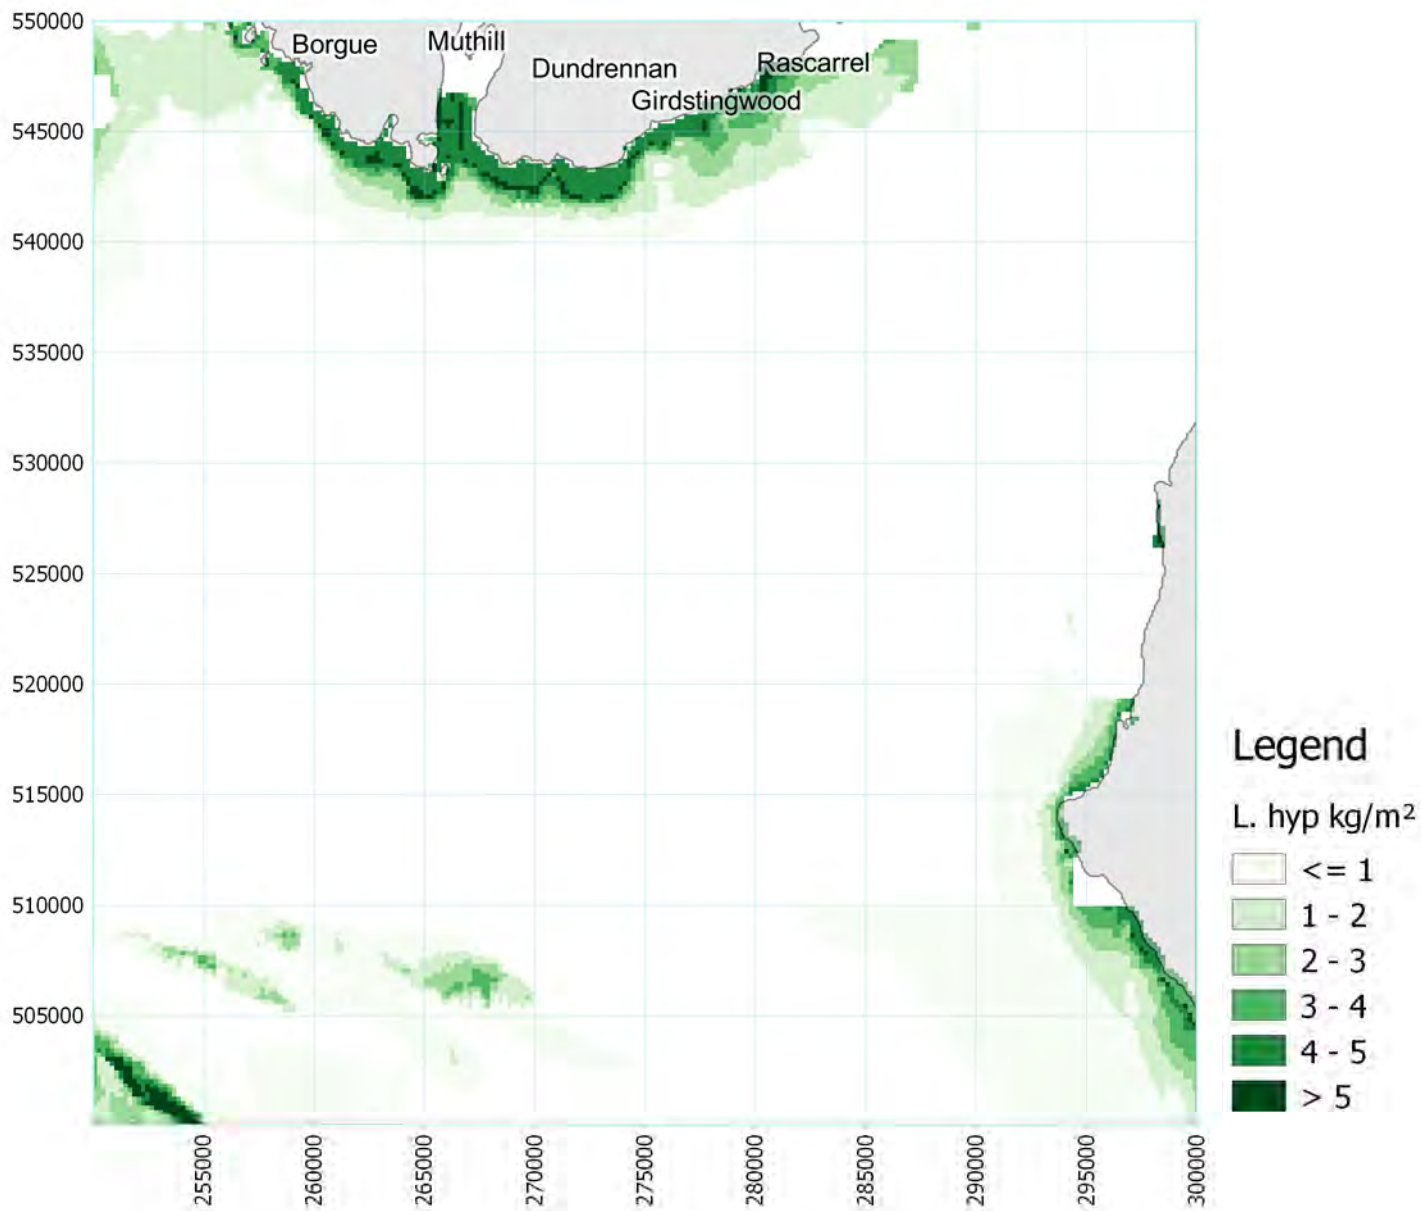 550000
545000
540000
535000
530000
525000
520000
515000
510000
505000
Borgue
Muthill
Dundrennan
Rascarrel
Girdstingwood
Legend
L. hyp kg/m²
<= 1
1 - 2
2 - 3
3 - 4
4 - 5
> 5
255000
260000
265000
270000
275000
280000
285000
290000
295000
300000